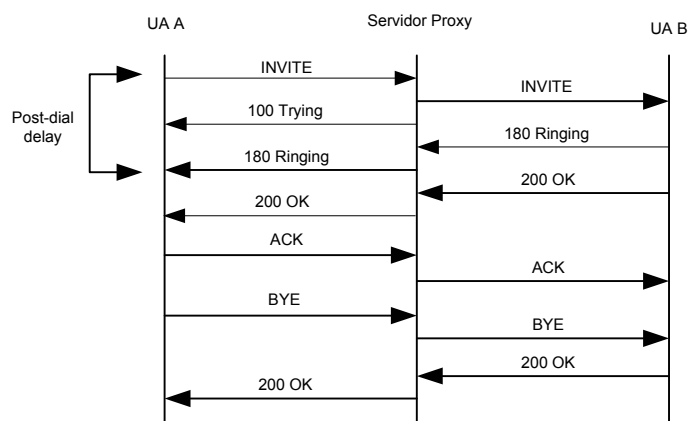 UA A
Servidor Proxy
UA B
INVITE
INVITE
Post-dial
delay
100 Trying
180 Ringing
180 Ringing
200 OK
200 OK
ACK
ACK
BYE
BYE
200 OK
200 OK